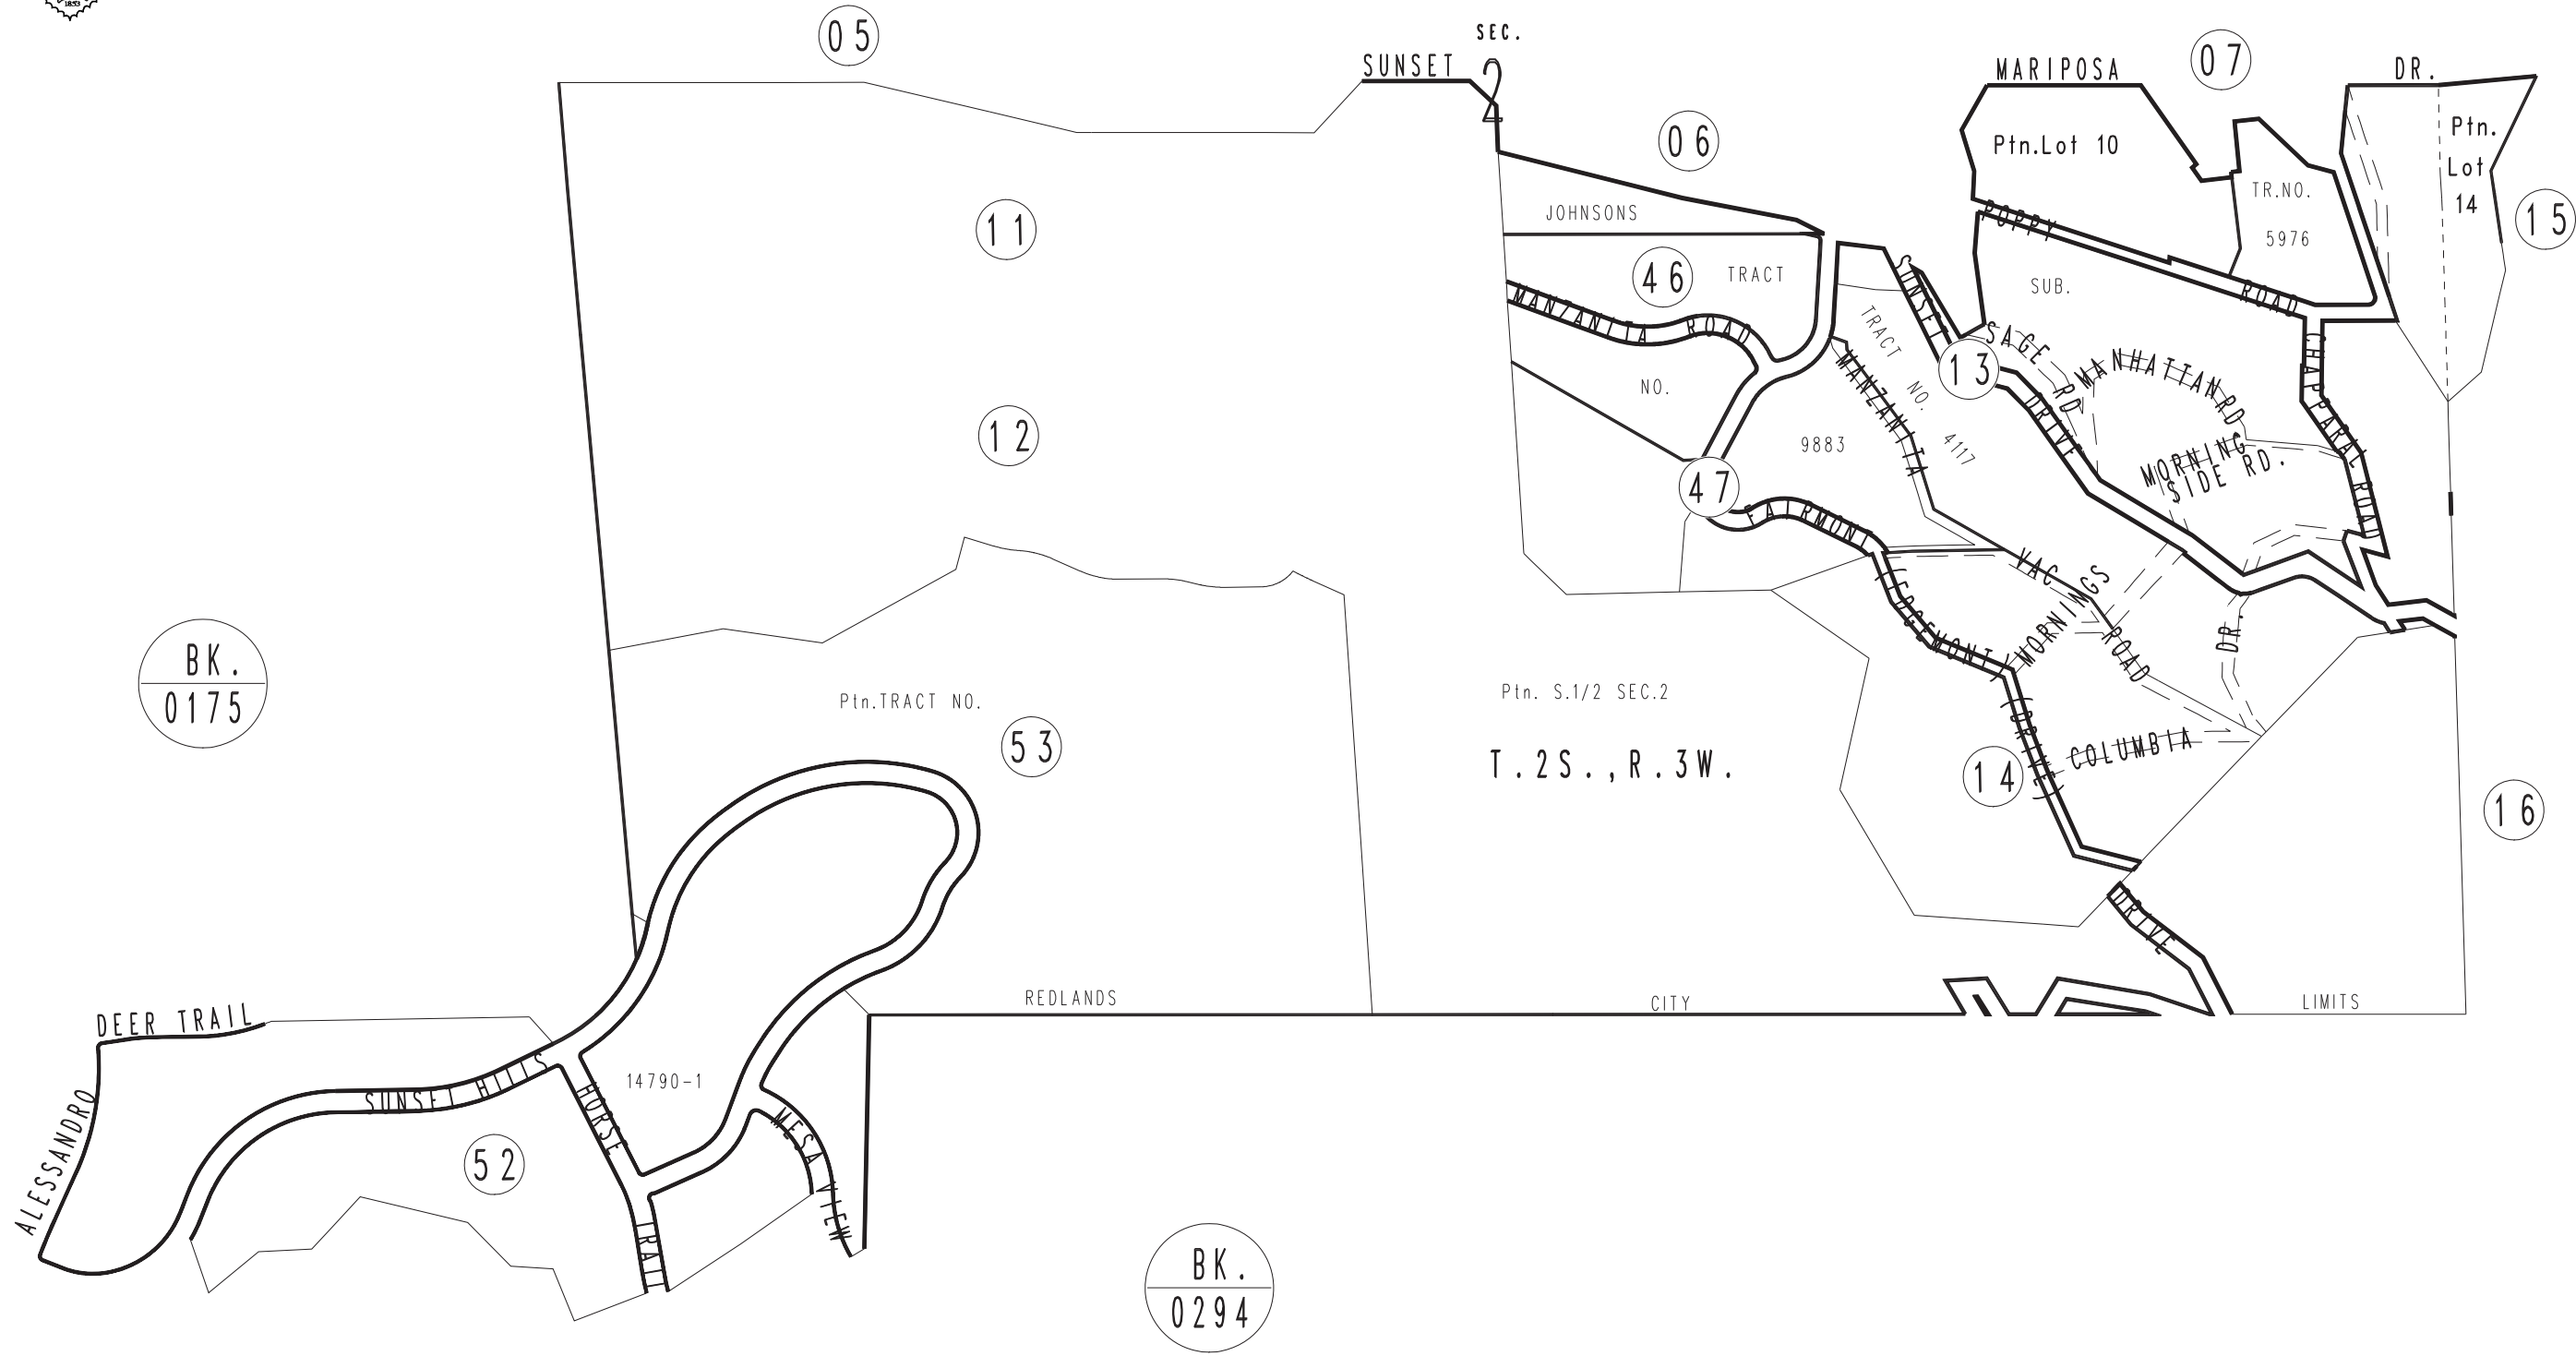 1853
05
SEC.
2
SUNSET
06
MARIPOSA
07
DR.
Ptn.Lot 10
Ptn.
Lot
14
15
TR.NO.
5976
POPPY
ROAD
11
JOHNSONS
46
TRACT
MANZANITA ROAD
NO.
9883
SUB.
SUNSET
DRIVE
TRACT NO.
4117
MANZANITA
13
SAGE RD
MANHATTAN RD
MORNING
SIDE RD.
CHAPPARAL ROAD
12
47
FAIRMONT
(EDGEMONT)
VAC
MORNINGS
ROAD
DR.
(DRIVE)
COLUMBIA
14
16
DRIVE
BK.
0175
Ptn.TRACT NO.
53
Ptn. S.1/2 SEC.2
T.2S.,R.3W.
REDLANDS
CITY
LIMITS
DEER TRAIL
ALESSANDRO
SUNSET HILLS
HORSE
TRAIL
14790-1
MESA VIEW
52
BK.
0294